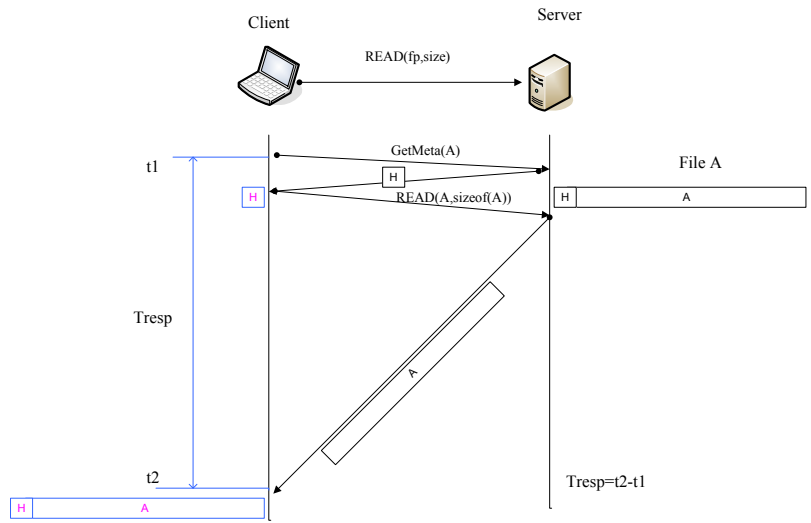 Client
Server
READ(fp,size)
GetMeta(A)
t1
File A
H
H
READ(A,sizeof(A))
H
A
Tresp
A
t2
Tresp=t2-t1
H
A